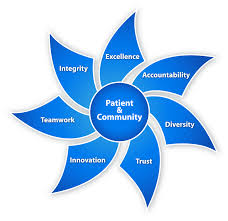 Excellence
Integrity
Accountability
Patient
&
Community
Teamwork
Diversity
Innovation
Trust